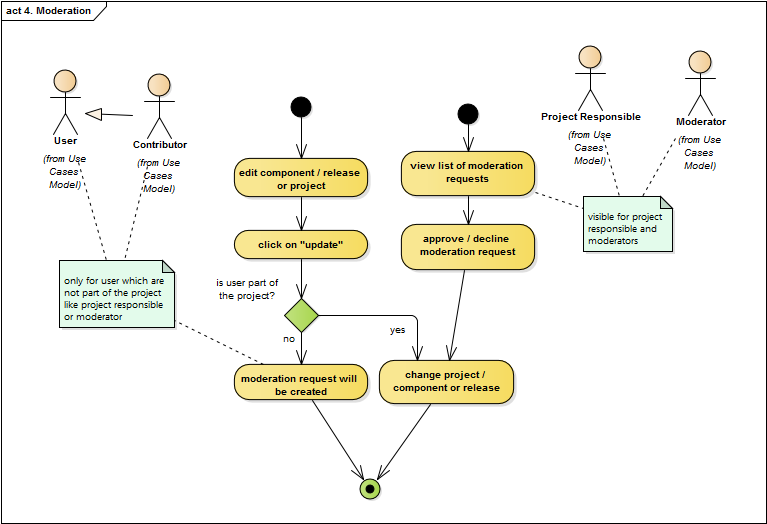 act 4. Moderation
User
(from Use
Cases
Model)
Contributor
(from Use
Cases
Model)
Project Responsible
(from Use
Cases
Model)
Moderator
(from Use
Cases
Model)
edit component / release
or project
click on "update"
is user part of
the project?
no
yes
moderation request will
be created
view list of moderation
requests
approve / decline
moderation request
change project /
component or release
only for user which are
not part of the project
like project responsible
or moderator
visible for project
responsible and
moderators